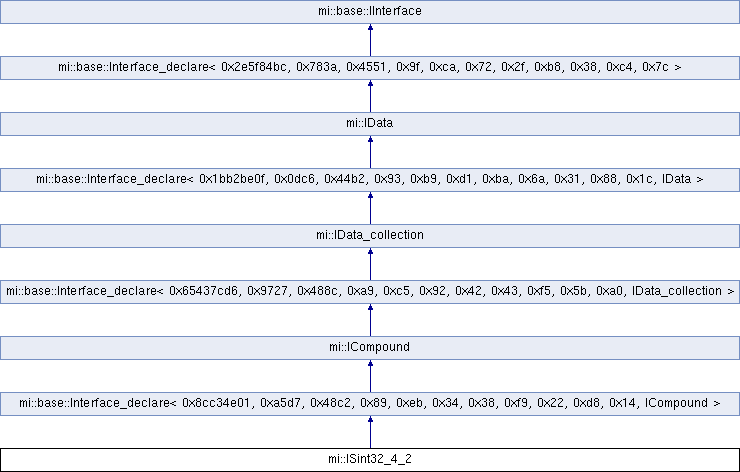 mi::base::IInterface
mi::base::Interface_declare< 0x2e5f84bc, 0x783a, 0x4551, 0x9f, 0xca, 0x72, 0x2f, 0xb8, 0x38, 0xc4, 0x7c >
mi::IData
mi::base::Interface_declare< 0x1bb2be0f, 0x0dc6, 0x44b2, 0x93, 0xb9, 0xd1, 0xba, 0x6a, 0x31, 0x88, 0x1c, IData >
mi::IData_collection
mi::base::Interface_declare< 0x65437cd6, 0x9727, 0x488c, 0xa9, 0xc5, 0x92, 0x42, 0x43, 0xf5, 0x5b, 0xa0, IData_collection >
mi::ICompound
mi::base::Interface_declare< 0x8cc34e01, 0xa5d7, 0x48c2, 0x89, 0xeb, 0x34, 0x38, 0xf9, 0x22, 0xd8, 0x14, ICompound >
mi::ISint32_4_2